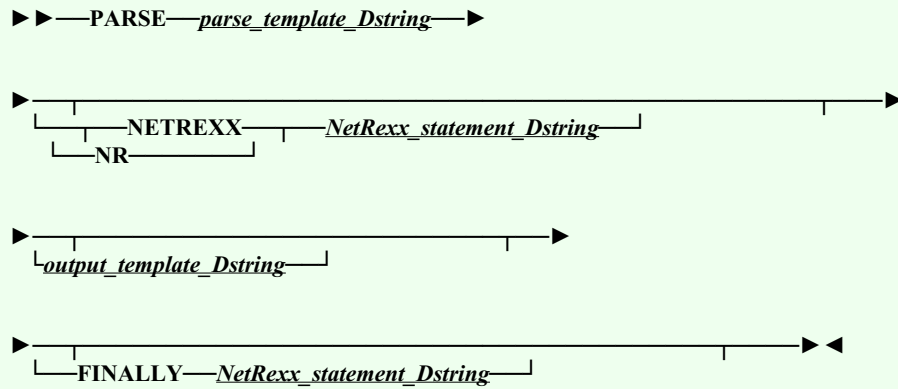 PARSE parse_template_Dstring
NETREXX NetRexx_statement_Dstring
NR
output_template_Dstring
FINALLY NetRexx_statement_Dstring